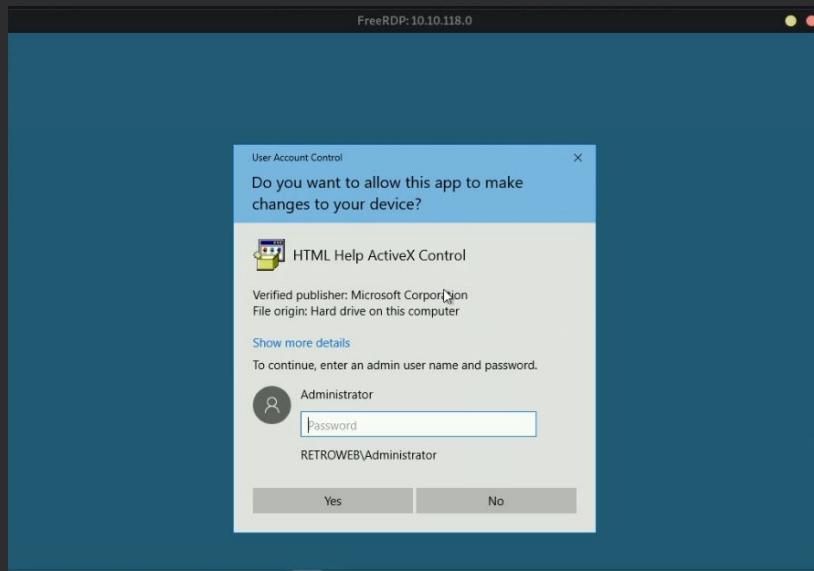 FreeRDP: 10.10.118.0
User Account Control
Do you want to allow this app to make
changes to your device?
HTML Help ActiveX Control
Verified publisher: Microsoft Corporation
File origin: Hard drive on this computer
Show more details
To continue, enter an admin user name and password.
Administrator
Password
RETROWEB\Administrator
Yes
No